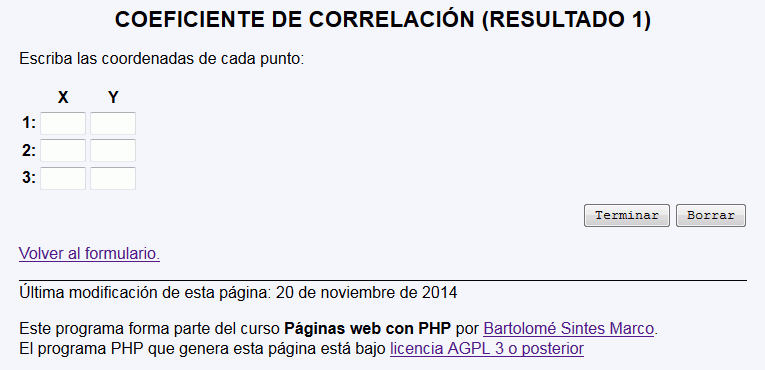 COEFICIENTE DE CORRELACIÓN (RESULTADO 1)
Escriba las coordenadas de cada punto:
X Y
1:
2:
3:
Terminar Borrar
Volver al formulario.
Última modificación de esta página: 20 de noviembre de 2014
Este programa forma parte del curso Páginas web con PHP por Bartolomé Sintes Marco.
El programa PHP que genera esta página está bajo licencia AGPL 3 o posterior